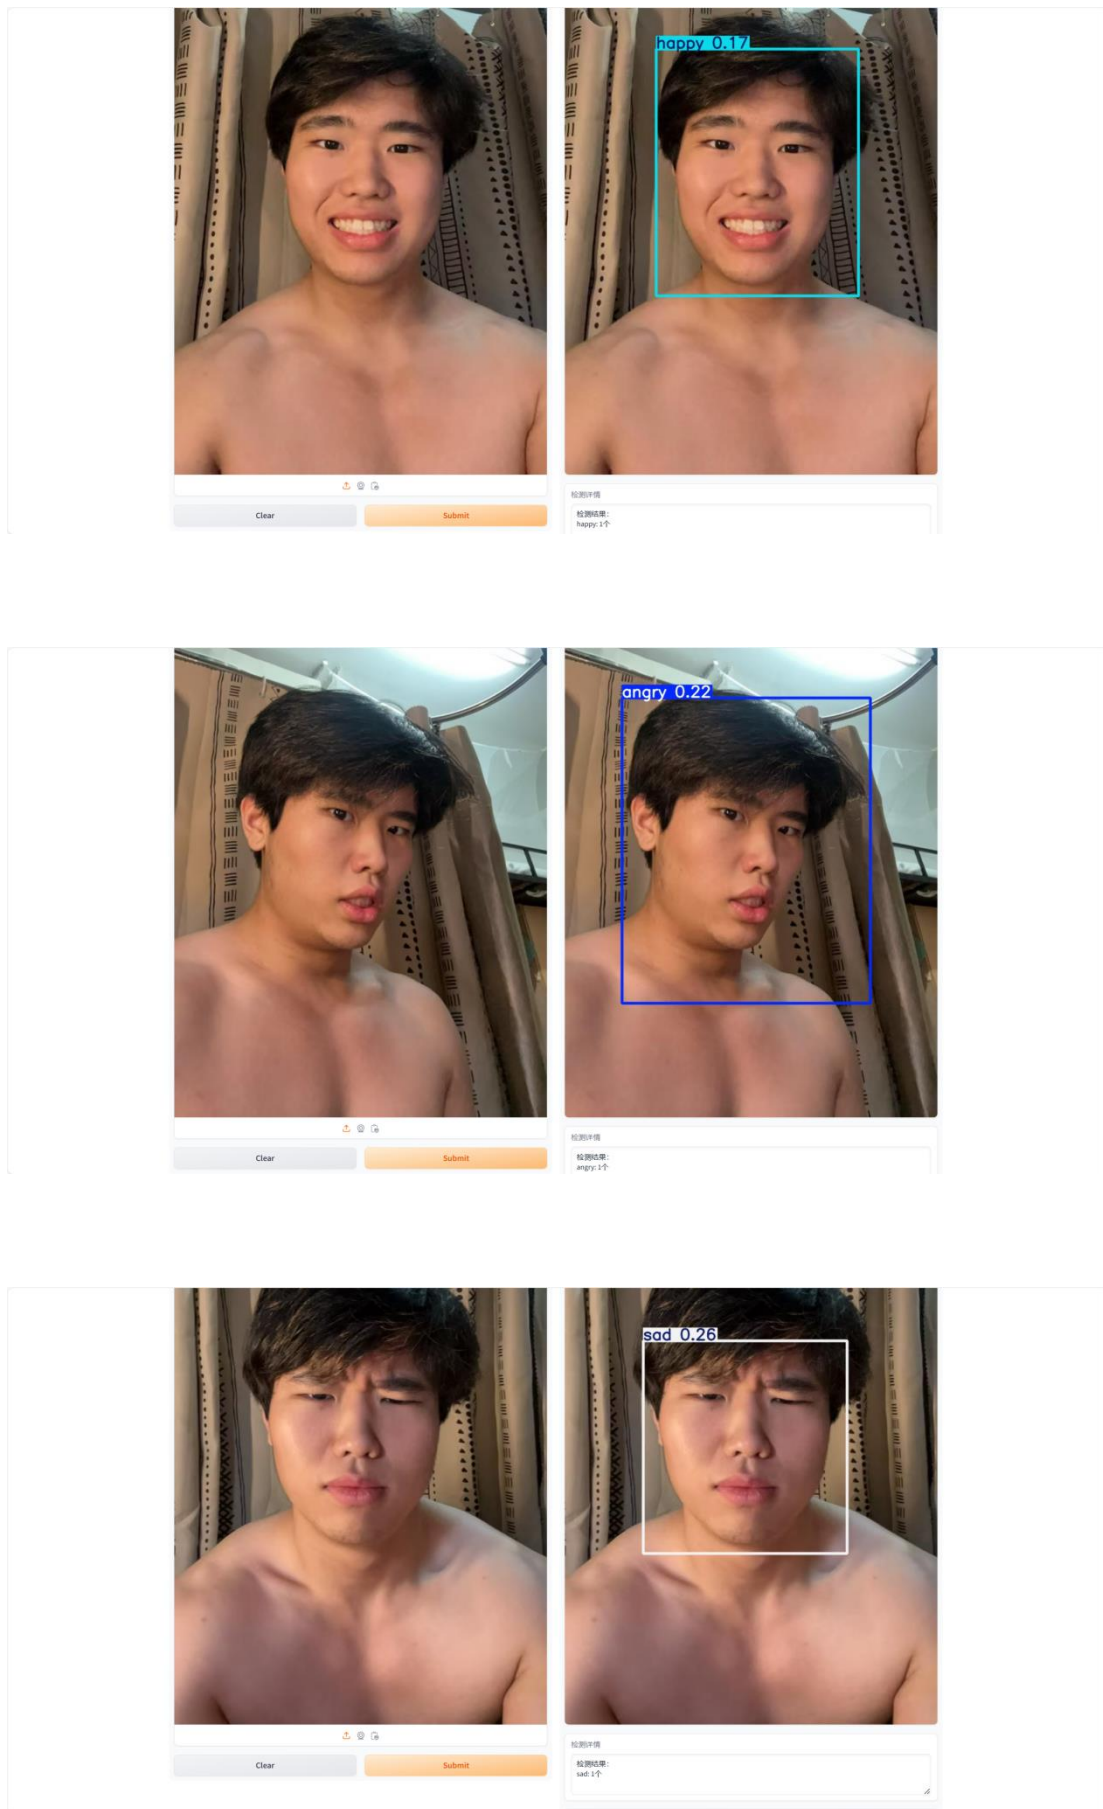 happy 0.17
Clear
Submit
检测详情
检测结果：
happy: 1个
angry 0.22
Clear
Submit
检测详情
检测结果：
angry: 1个
sad 0.26
Clear
Submit
检测详情
检测结果：
sad: 1个